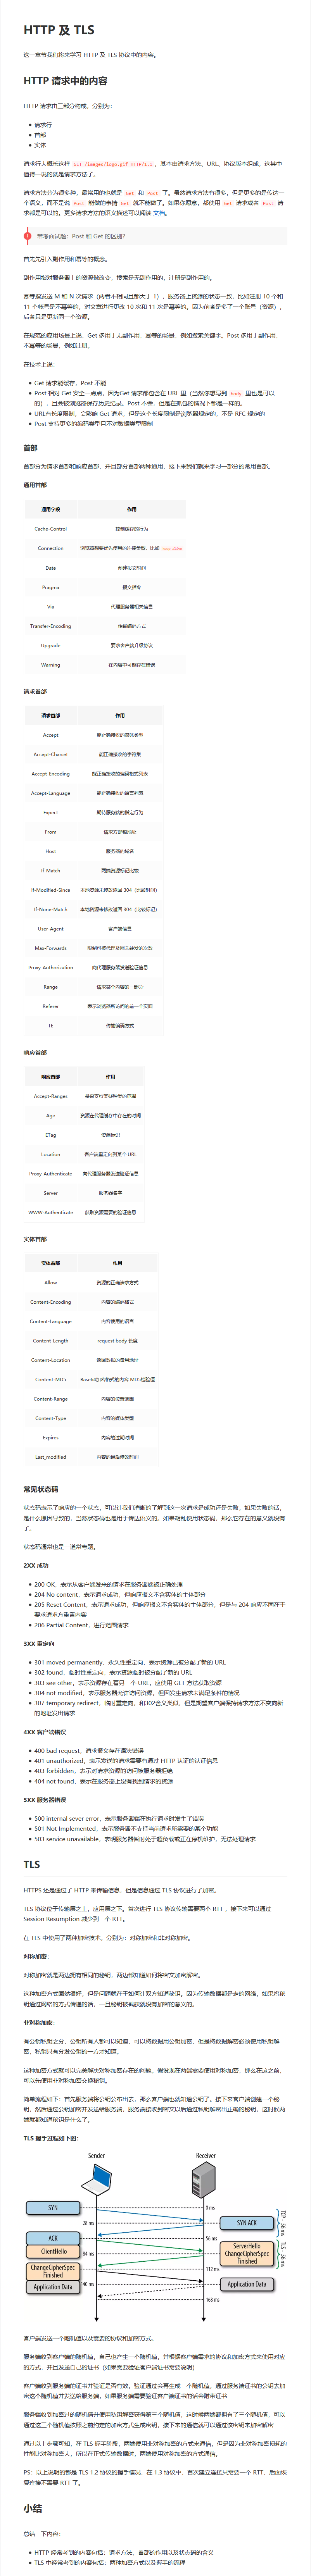 HTTP 及 TLS
这一章节我们将来学习 HTTP 及 TLS 协议中的内容。
HTTP 请求中的内容
HTTP 请求由三部分构成，分别为：
请求行
首部
实体
请求行大概长这样 GET /images/logo.gif HTTP/1.1 ，基本由请求方法、URL、协议版本组成，这其中
值得一说的就是请求方法了。
请求方法分为很多种，最常用的也就是 Get 和 Post 了。虽然请求方法有很多，但是更多的是传达一
个语义，而不是说 Post 能做的事情 Get 就不能做了。如果你愿意，都使用 Get 请求或者 Post 请
求都是可以的。更多请求方法的语义描述可以阅读 文档。
常考面试题：Post 和 Get 的区别？
首先先引入副作用和幂等的概念。
副作用指对服务器上的资源做改变，搜索是无副作用的，注册是副作用的。
幂等指发送 M 和 N 次请求（两者不相同且都大于 1），服务器上资源的状态一致，比如注册 10 个和
11 个帐号是不幂等的，对文章进行更改 10 次和 11 次是幂等的。因为前者是多了一个账号（资源），
后者只是更新同一个资源。
在规范的应用场景上说，Get 多用于无副作用，幂等的场景，例如搜索关键字。Post 多用于副作用，
不幂等的场景，例如注册。
在技术上说：
Get 请求能缓存，Post 不能
Post 相对 Get 安全一点点，因为Get 请求都包含在 URL 里（当然你想写到 body 里也是可以
的），且会被浏览器保存历史纪录。Post 不会，但是在抓包的情况下都是一样的。
URL有长度限制，会影响 Get 请求，但是这个长度限制是浏览器规定的，不是 RFC 规定的
Post 支持更多的编码类型且不对数据类型限制
首部
首部分为请求首部和响应首部，并且部分首部两种通用，接下来我们就来学习一部分的常用首部。
通用首部
通用字段 作用
Cache-Control 控制缓存的行为
Connection 浏览器想要优先使用的连接类型，比如 keep-alive
Date 创建报文时间
Pragma 报文指令
Via 代理服务器相关信息
Transfer-Encoding 传输编码方式
Upgrade 要求客户端升级协议
Warning 在内容中可能存在错误
请求首部
请求首部 作用
Accept 能正确接收的媒体类型
Accept-Charset 能正确接收的字符集
Accept-Encoding 能正确接收的编码格式列表
Accept-Language 能正确接收的语言列表
Expect 期待服务端的指定行为
From 请求方邮箱地址
Host 服务器的域名
If-Match 两端资源标记比较
If-Modified-Since 本地资源未修改返回 304（比较时间）
If-None-Match 本地资源未修改返回 304（比较标记）
User-Agent 客户端信息
Max-Forwards 限制可被代理及网关转发的次数
Proxy-Authorization 向代理服务器发送验证信息
Range 请求某个内容的一部分
Referer 表示浏览器所访问的前一个页面
TE 传输编码方式
响应首部
响应首部 作用
Accept-Ranges 是否支持某些种类的范围
Age 资源在代理缓存中存在的时间
ETag 资源标识
Location 客户端重定向到某个 URL
Proxy-Authenticate 向代理服务器发送验证信息
Server 服务器名字
WWW-Authenticate 获取资源需要的验证信息
实体首部
实体首部 作用
Allow 资源的正确请求方式
Content-Encoding 内容的编码格式
Content-Language 内容使用的语言
Content-Length request body 长度
Content-Location 返回数据的备用地址
Content-MD5 Base64加密格式的内容 MD5检验值
Content-Range 内容的位置范围
Content-Type 内容的媒体类型
Expires 内容的过期时间
Last_modified 内容的最后修改时间
常见状态码
状态码表示了响应的一个状态，可以让我们清晰的了解到这一次请求是成功还是失败，如果失败的话，
是什么原因导致的，当然状态码也是用于传达语义的。如果胡乱使用状态码，那么它存在的意义就没有
了。
状态码通常也是一道常考题。
2XX 成功
200 OK，表示从客户端发来的请求在服务器端被正确处理
204 No content，表示请求成功，但响应报文不含实体的主体部分
205 Reset Content，表示请求成功，但响应报文不含实体的主体部分，但是与 204 响应不同在于
要求请求方重置内容
206 Partial Content，进行范围请求
3XX 重定向
301 moved permanently，永久性重定向，表示资源已被分配了新的 URL
302 found，临时性重定向，表示资源临时被分配了新的 URL
303 see other，表示资源存在着另一个 URL，应使用 GET 方法获取资源
304 not modified，表示服务器允许访问资源，但因发生请求未满足条件的情况
307 temporary redirect，临时重定向，和302含义类似，但是期望客户端保持请求方法不变向新
的地址发出请求
4XX 客户端错误
400 bad request，请求报文存在语法错误
401 unauthorized，表示发送的请求需要有通过 HTTP 认证的认证信息
403 forbidden，表示对请求资源的访问被服务器拒绝
404 not found，表示在服务器上没有找到请求的资源
5XX 服务器错误
500 internal sever error，表示服务器端在执行请求时发生了错误
501 Not Implemented，表示服务器不支持当前请求所需要的某个功能
503 service unavailable，表明服务器暂时处于超负载或正在停机维护，无法处理请求
TLS
HTTPS 还是通过了 HTTP 来传输信息，但是信息通过 TLS 协议进行了加密。
TLS 协议位于传输层之上，应用层之下。首次进行 TLS 协议传输需要两个 RTT ，接下来可以通过
Session Resumption 减少到一个 RTT。
在 TLS 中使用了两种加密技术，分别为：对称加密和非对称加密。
对称加密：
对称加密就是两边拥有相同的秘钥，两边都知道如何将密文加密解密。
这种加密方式固然很好，但是问题就在于如何让双方知道秘钥。因为传输数据都是走的网络，如果将秘
钥通过网络的方式传递的话，一旦秘钥被截获就没有加密的意义的。
非对称加密：
有公钥私钥之分，公钥所有人都可以知道，可以将数据用公钥加密，但是将数据解密必须使用私钥解
密，私钥只有分发公钥的一方才知道。
这种加密方式就可以完美解决对称加密存在的问题。假设现在两端需要使用对称加密，那么在这之前，
可以先使用非对称加密交换秘钥。
简单流程如下：首先服务端将公钥公布出去，那么客户端也就知道公钥了。接下来客户端创建一个秘
钥，然后通过公钥加密并发送给服务端，服务端接收到密文以后通过私钥解密出正确的秘钥，这时候两
端就都知道秘钥是什么了。
TLS 握手过程如下图：
Sender Receiver
SYN
0 ms
28 ms
SYN ACK
TCP - 56 ms
ACK
56 ms
ClientHello
84 ms
ServerHello
ChangeCipherSpec
Finished
TLS - 56 ms
ChangeCipherSpec
Finished
112 ms
Application Data
140 ms
Application Data
168 ms
客户端发送一个随机值以及需要的协议和加密方式。
服务端收到客户端的随机值，自己也产生一个随机值，并根据客户端需求的协议和加密方式来使用对应
的方式，并且发送自己的证书（如果需要验证客户端证书需要说明）
客户端收到服务端的证书并验证是否有效，验证通过会再生成一个随机值，通过服务端证书的公钥去加
密这个随机值并发送给服务端，如果服务端需要验证客户端证书的话会附带证书
服务端收到加密过的随机值并使用私钥解密获得第三个随机值，这时候两端都拥有了三个随机值，可以
通过这三个随机值按照之前约定的加密方式生成密钥，接下来的通信就可以通过该密钥来加密解密
通过以上步骤可知，在 TLS 握手阶段，两端使用非对称加密的方式来通信，但是因为非对称加密损耗的
性能比对称加密大，所以在正式传输数据时，两端使用对称加密的方式通信。
PS：以上说明的都是 TLS 1.2 协议的握手情况，在 1.3 协议中，首次建立连接只需要一个 RTT，后面恢
复连接不需要 RTT 了。
小结
总结一下内容：
HTTP 经常考到的内容包括：请求方法、首部的作用以及状态码的含义
TLS 中经常考到的内容包括：两种加密方式以及握手的流程